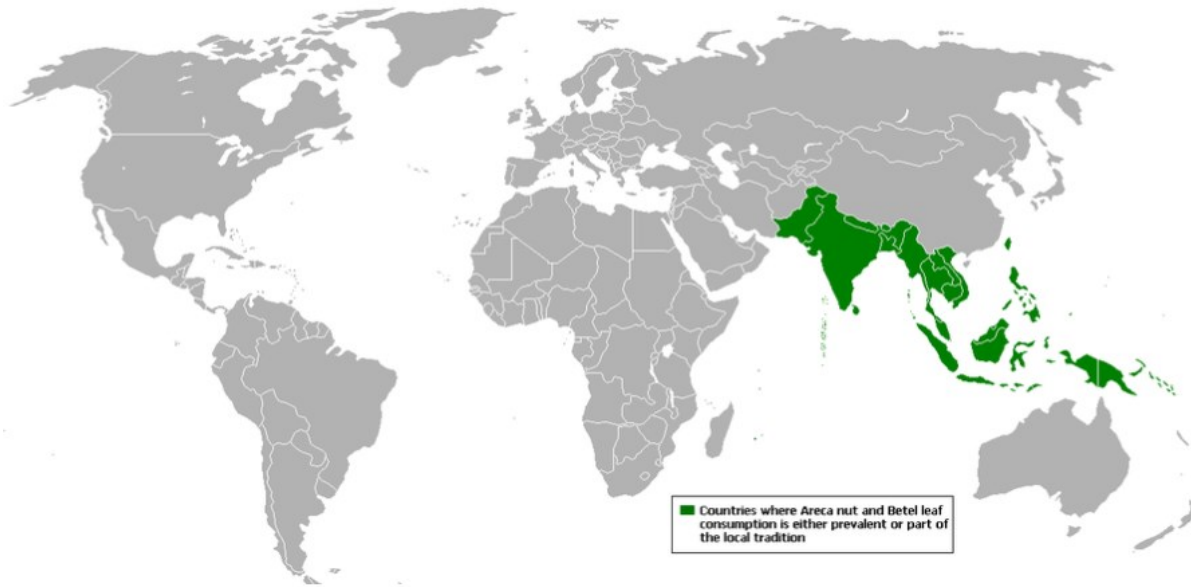 Countries where Areca nut and Betel leaf
consumption is either prevalent or part of
the local tradition